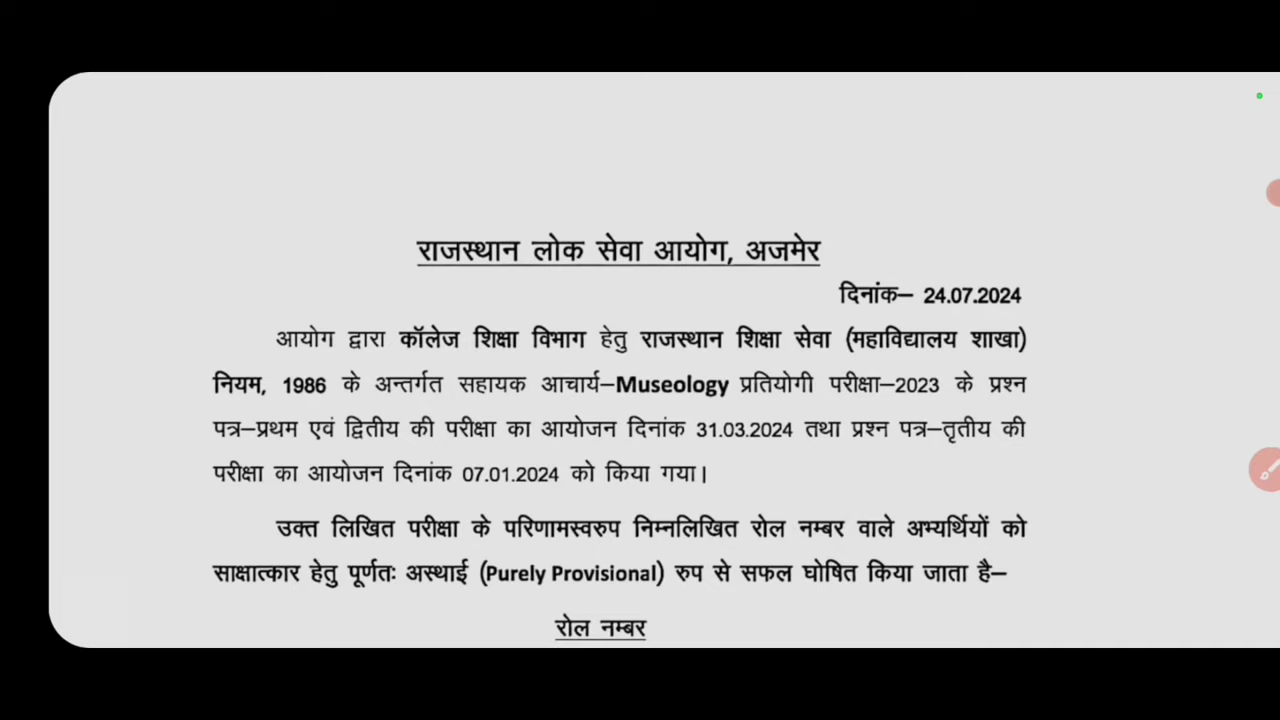 राजस्थान लोक सेवा आयोग, अजमेर
दिनांक– 24.07.2024
आयोग द्वारा कॉलेज शिक्षा विभाग हेतु राजस्थान शिक्षा सेवा (महाविद्यालय शाखा)
नियम, 1986 के अन्तर्गत सहायक आचार्य–Museology प्रतियोगी परीक्षा–2023 के प्रश्न
पत्र–प्रथम एवं द्वितीय की परीक्षा का आयोजन दिनांक 31.03.2024 तथा प्रश्न पत्र–तृतीय की
परीक्षा का आयोजन दिनांक 07.01.2024 को किया गया।
उक्त लिखित परीक्षा के परिणामस्वरुप निम्नलिखित रोल नम्बर वाले अभ्यर्थियों को
साक्षात्कार हेतु पूर्णतः अस्थाई (Purely Provisional) रुप से सफल घोषित किया जाता है–
रोल नम्बर